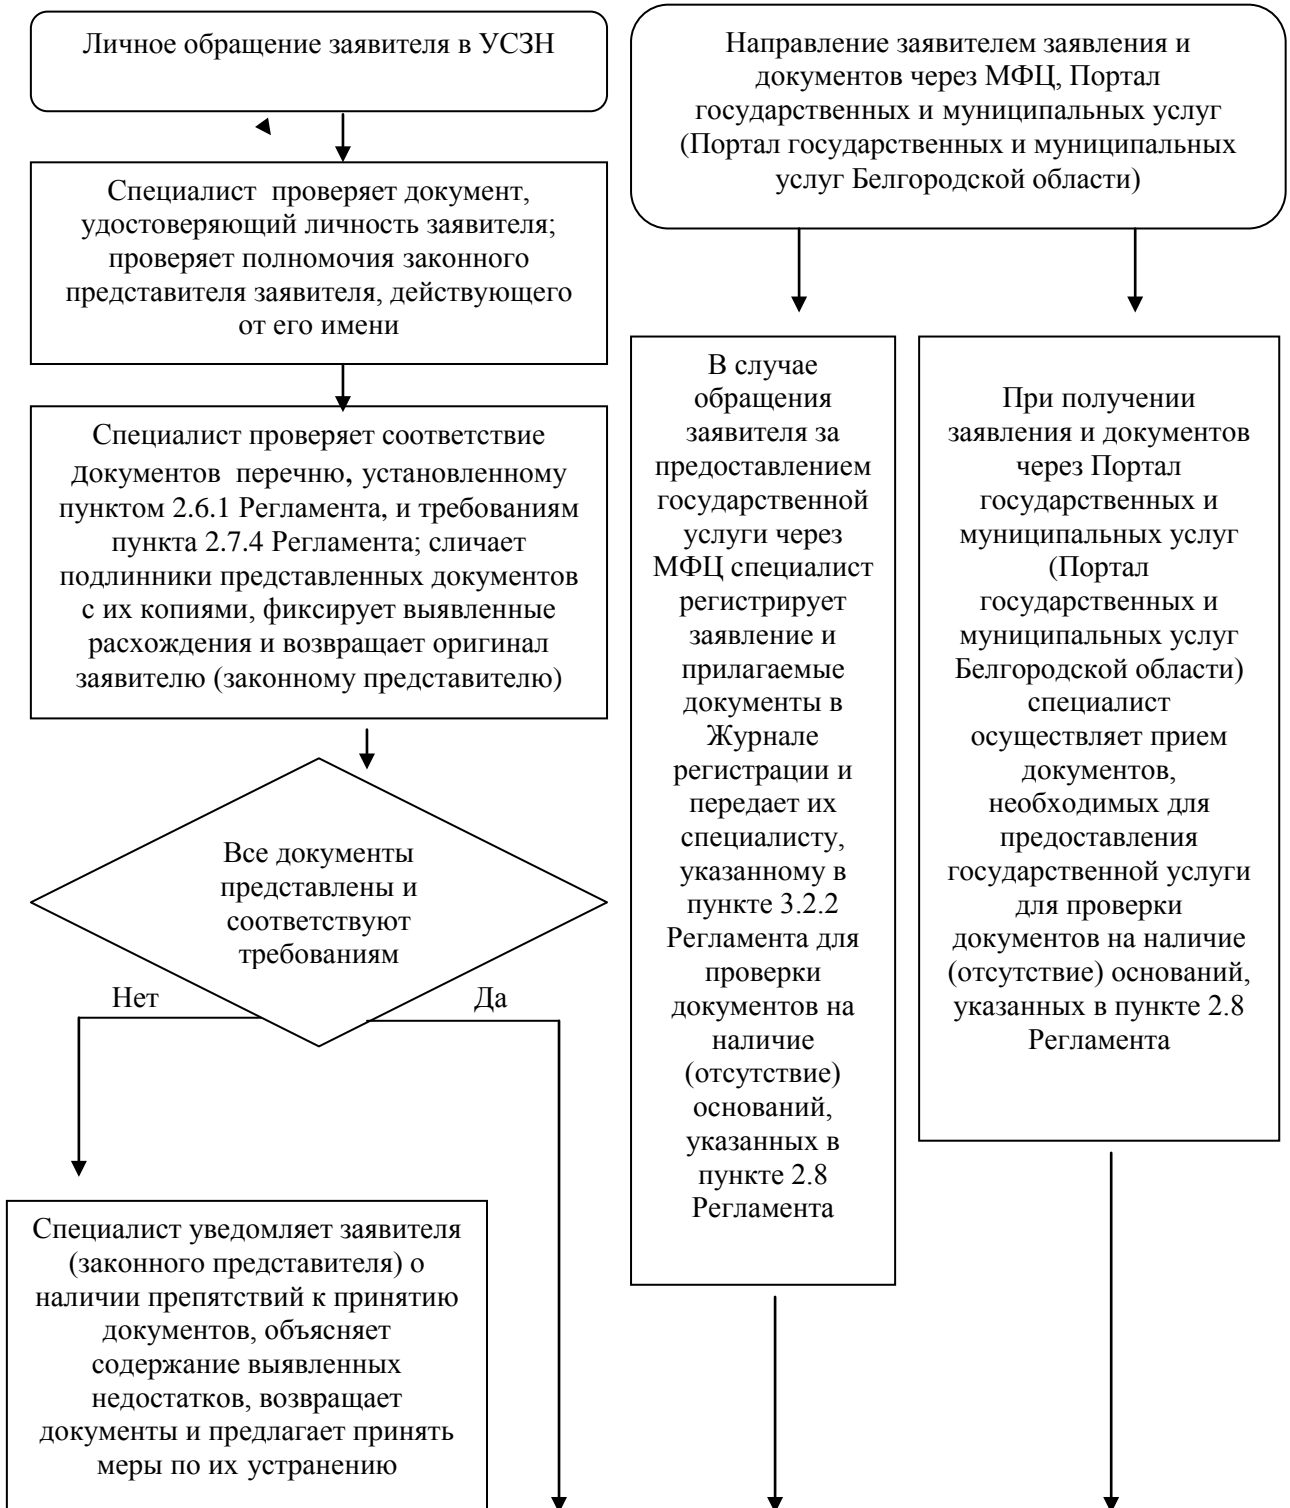 Личное обращение заявителя в УСЗН
Направление заявителем заявления и
документов через МФЦ, Портал
государственных и муниципальных услуг
(Портал государственных и муниципальных
услуг Белгородской области)
Специалист проверяет документ,
удостоверяющий личность заявителя;
проверяет полномочия законного
представителя заявителя, действующего
от его имени
Специалист проверяет соответствие
документов перечню, установленному
пунктом 2.6.1 Регламента, и требованиям
пункта 2.7.4 Регламента; сличает
подлинники представленных документов
с их копиями, фиксирует выявленные
расхождения и возвращает оригинал
заявителю (законному представителю)
Все документы
представлены и
соответствуют
требованиям
Нет
Да
Специалист уведомляет заявителя
(законного представителя) о
наличии препятствий к принятию
документов, объясняет
содержание выявленных
недостатков, возвращает
документы и предлагает принять
меры по их устранению
В случае
обращения
заявителя за
предоставлением
государственной
услуги через
МФЦ специалист
регистрирует
заявление и
прилагаемые
документы в
Журнале
регистрации и
передает их
специалисту,
указанному в
пункте 3.2.2
Регламента для
проверки
документов на
наличие
(отсутствие)
оснований,
указанных в
пункте 2.8
Регламента
При получении
заявления и документов
через Портал
государственных и
муниципальных услуг
(Портал
государственных и
муниципальных услуг
Белгородской области)
специалист
осуществляет прием
документов,
необходимых для
предоставления
государственной услуги
для проверки
документов на наличие
(отсутствие) оснований,
указанных в пункте 2.8
Регламента